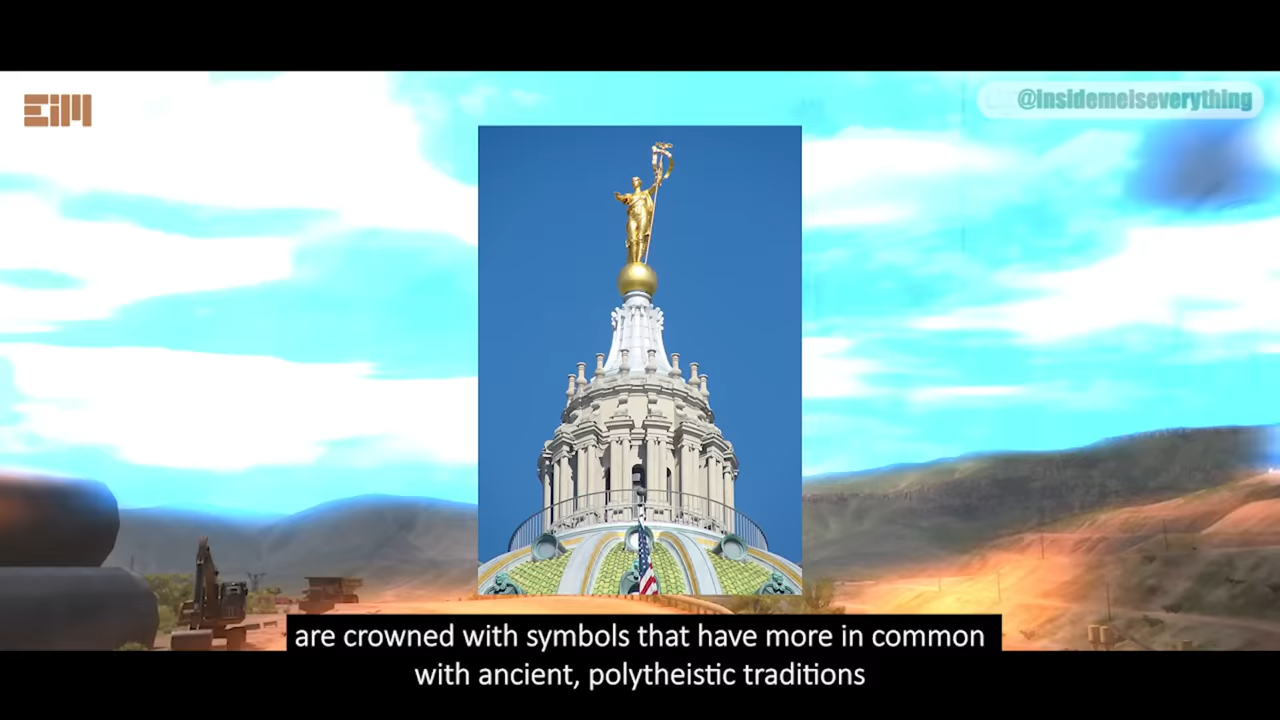 EiM
@insidemeiseverything
are crowned with symbols that have more in common
with ancient, polytheistic traditions